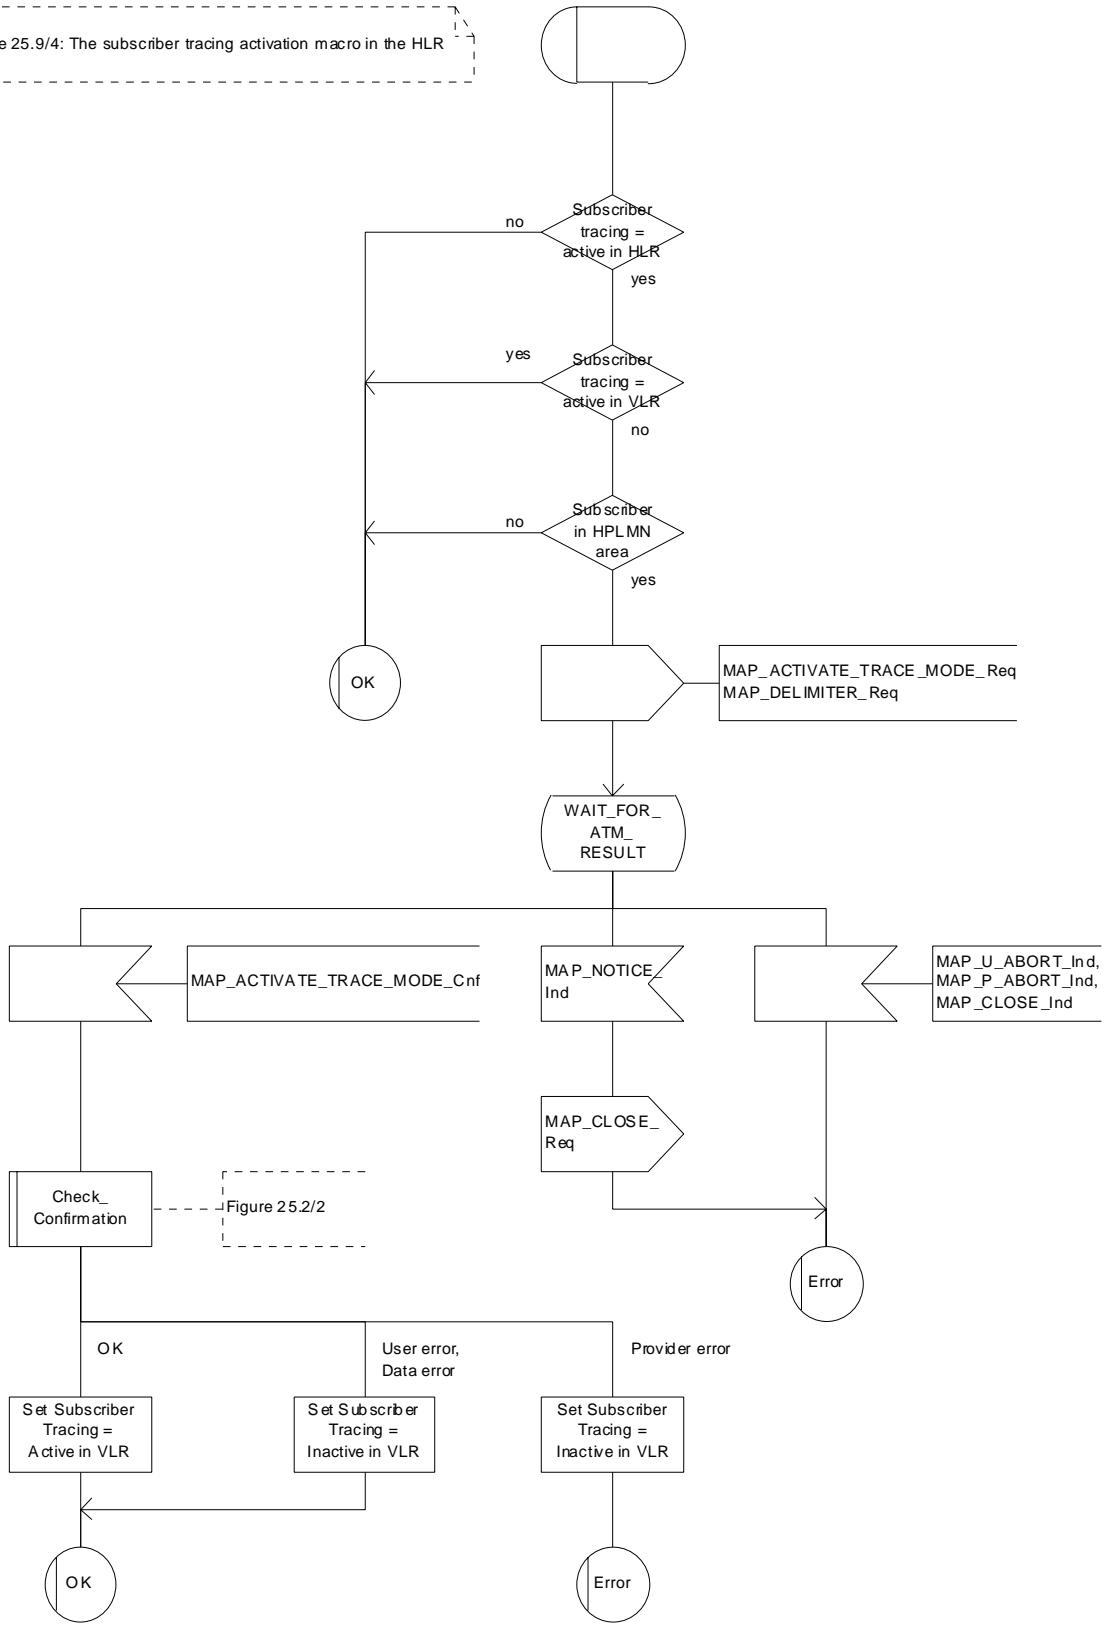 e 25.9/4: The subscriber tracing activation macro in the HLR
Subscriber
tracing =
active in HLR
no
yes
Subscriber
tracing =
active in VLR
yes
no
Subscriber
in HPLMN
area
no
yes
OK
MAP_ACTIVATE_TRACE_MODE_Req
MAP_DELIMITER_Req
WAIT_FOR_
ATM_
RESULT
MAP_ACTIVATE_TRACE_MODE_Cnf
MAP_NOTICE_
Ind
MAP_U_ABORT_Ind,
MAP_P_ABORT_Ind,
MAP_CLOSE_Ind
MAP_CLOSE_
Req
Check_
Confirmation
Figure 25.2/2
Error
OK
User error,
Data error
Provider error
Set Subscriber
Tracing =
Active in VLR
Set Subscriber
Tracing =
Inactive in VLR
Set Subscriber
Tracing =
Inactive in VLR
OK
Error